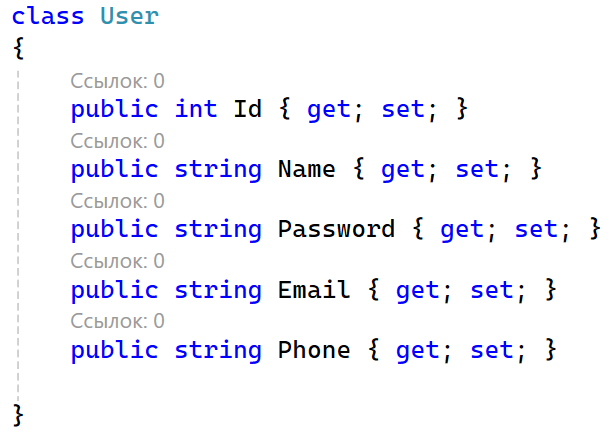 class User
{
Ссылок: 0
public int Id { get; set; }
Ссылок: 0
public string Name { get; set; }
Ссылок: 0
public string Password { get; set; }
Ссылок: 0
public string Email { get; set; }
Ссылок: 0
public string Phone { get; set; }
}